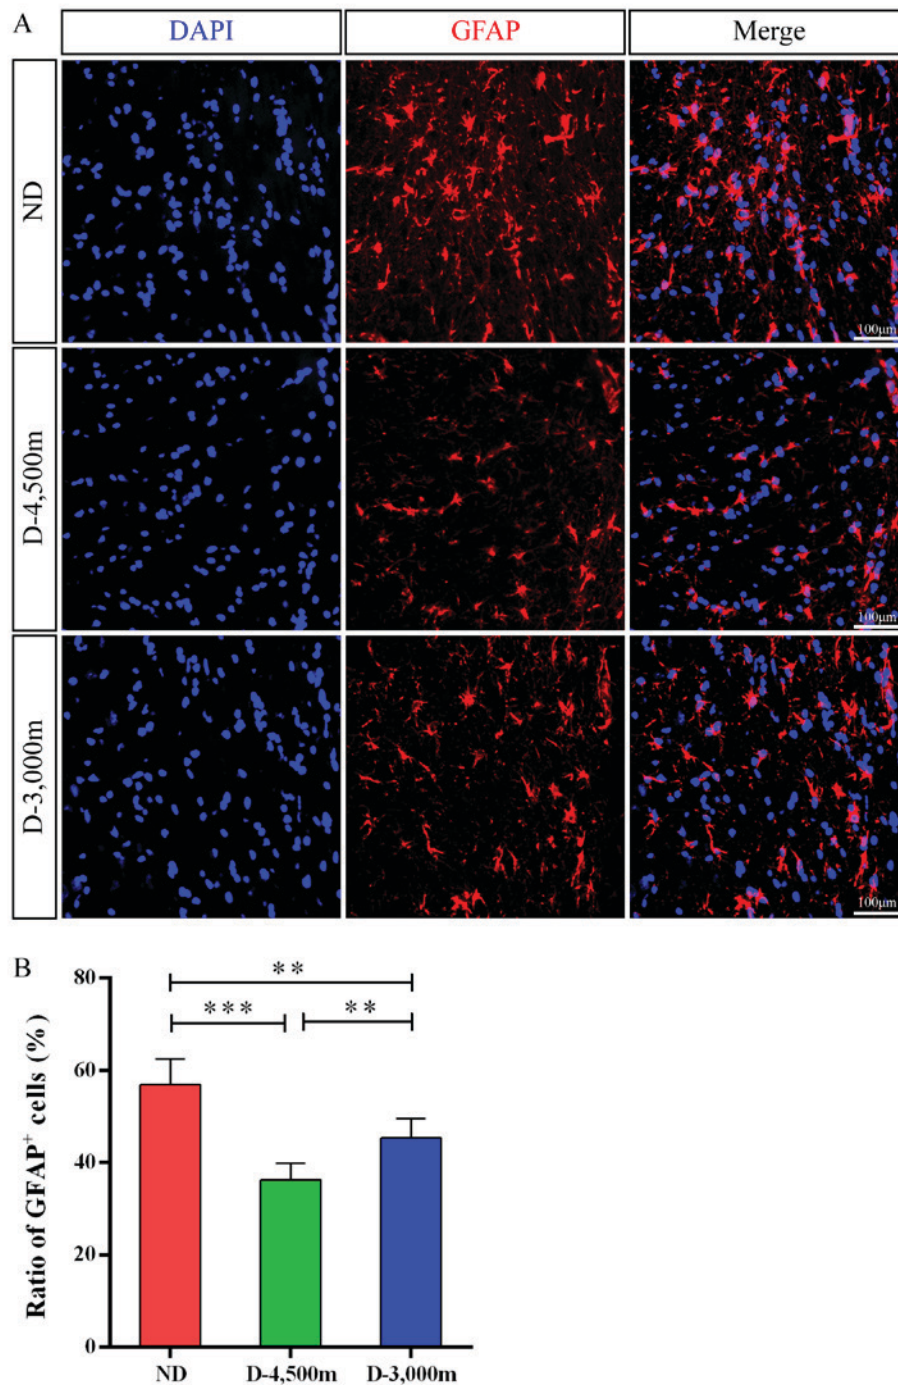 A
DAPI GFAP Merge
ND
100μm
D-4,500m
100μm
D-3,000m
100μm
B
Ratio of GFAP+ cells (%)
80
60
40
20
0
**
*** **
ND D-4,500m D-3,000m